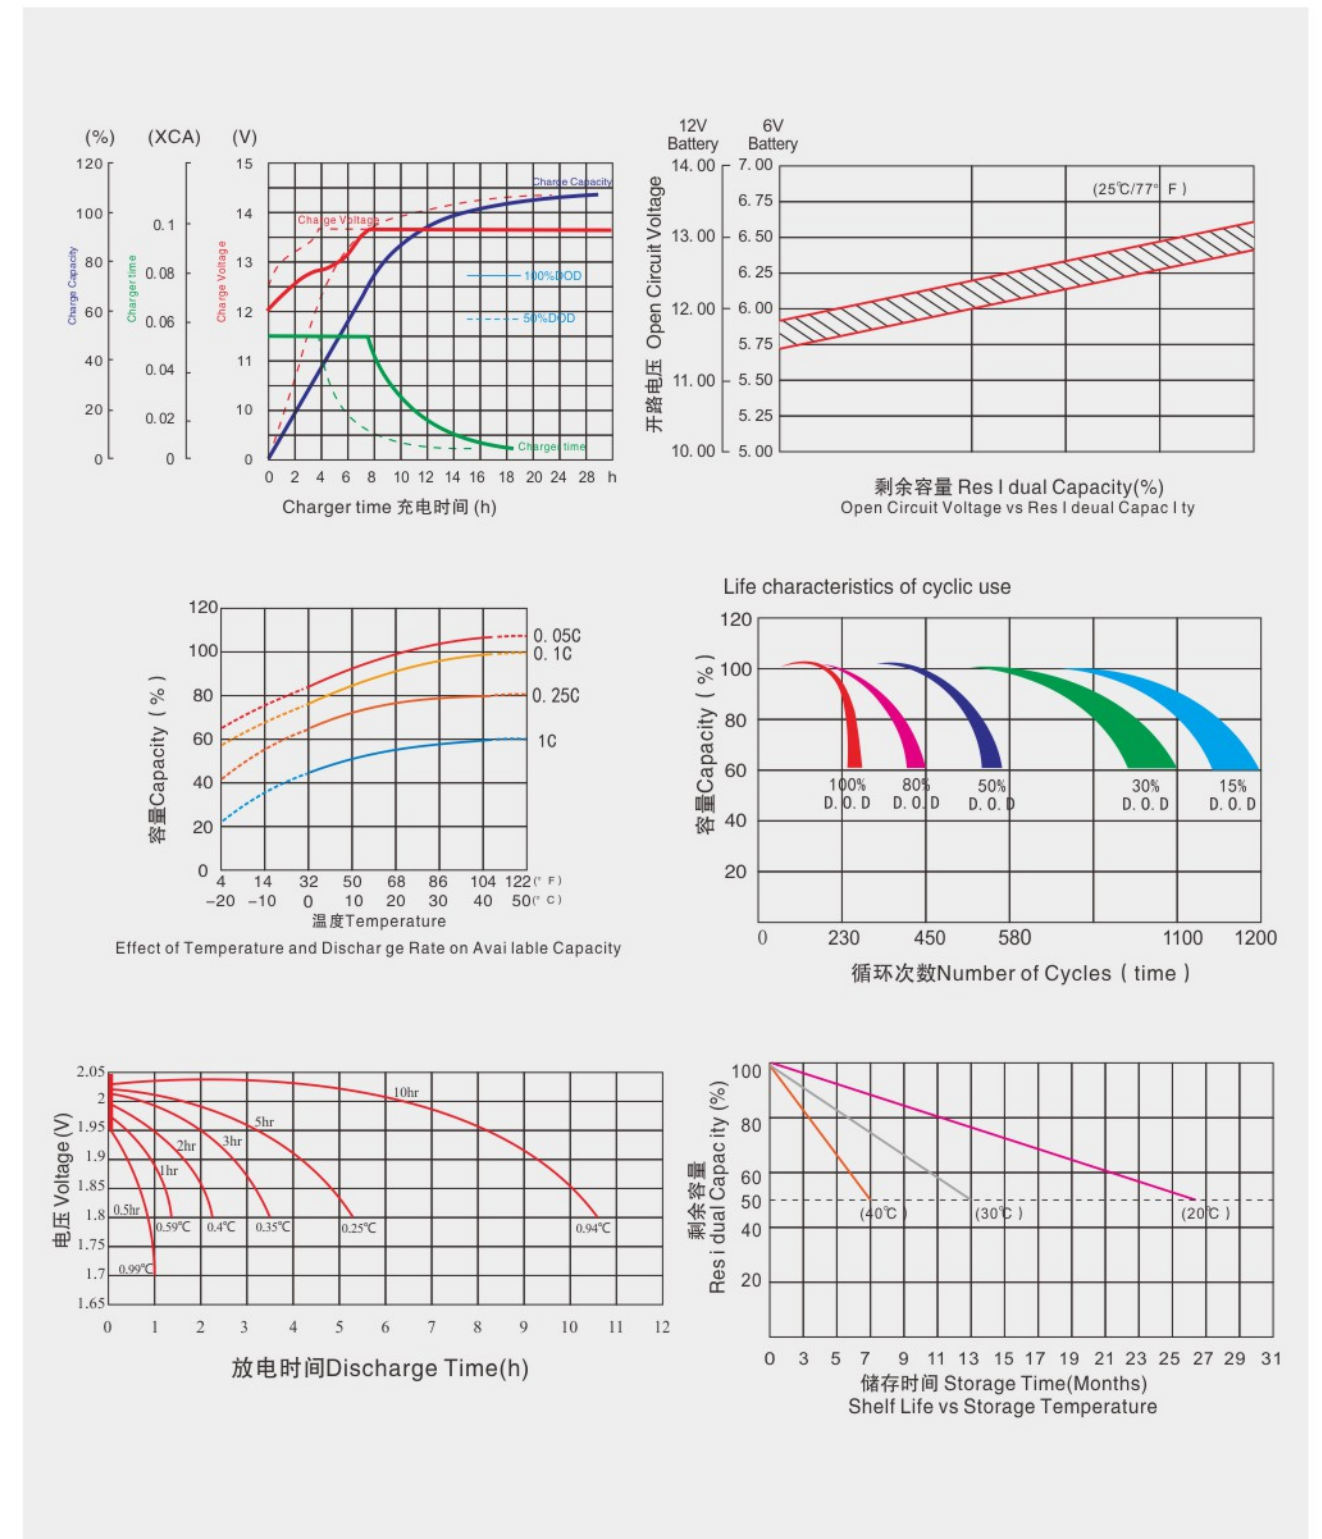 (%) (XCA) (V)
120 15
100 0.1 14
80 0.08 13
60 0.06 12
40 0.04 11
20 0.02 10
0 0 0
Charge Capacity
Charger time
Charge Voltage
Charge Capacity
Charge Voltage
100%DOD
50%DOD
Charger time
0 2 4 6 8 10 12 14 16 18 20 24 28 h
Charger time 充电时间 (h)
12V 6V
Battery Battery
14.00 7.00
6.75
13.00 6.50
6.25
12.00 6.00
5.75
11.00 5.50
5.25
10.00 5.00
开路电压 Open Circuit Voltage
(25℃/77° F )
剩余容量 Res I dual Capacity(%)
Open Circuit Voltage vs Res I deual Capac I ty
120
100
80
60
40
20
0
容量Capacity ( % )
0.05C
0.1C
0.25C
1C
4 14 32 50 68 86 104 122 (° F)
-20 -10 0 10 20 30 40 50 (° C)
温度Temperature
Effect of Temperature and Dischar ge Rate on Avai lable Capacity
Life characteristics of cyclic use
120
100
80
60
40
20
容量Capacity ( % )
100% 80% 50% 30% 15%
D.O.D D.O.D D.O.D D.O.D D.O.D
0 230 450 580 1100 1200
循环次数Number of Cycles ( time )
2.05
2
1.95
1.9
1.85
1.8
1.75
1.7
1.65
电压 Voltage (V)
10hr
5hr
3hr
2hr
1hr
0.5hr
0.59℃ 0.4℃ 0.35℃ 0.25℃ 0.94℃
0.99℃
0 1 2 3 4 5 6 7 8 9 10 11 12
放电时间Discharge Time(h)
100
80
60
50
40
20
剩余容量
Res i dual Capac ity (%)
(40℃ ) (30℃ ) (20℃ )
0 3 5 7 9 11 13 15 17 19 21 23 25 27 29 31
储存时间 Storage Time(Months)
Shelf Life vs Storage Temperature